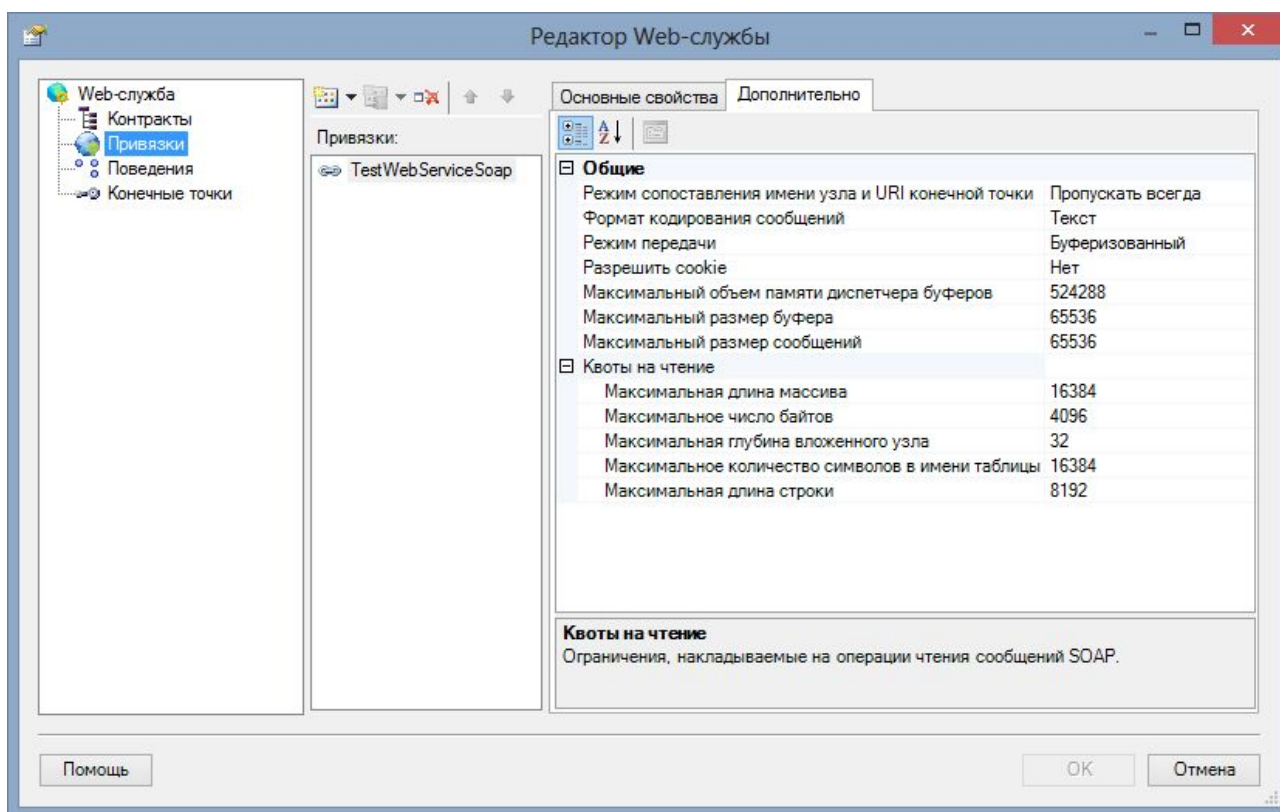 Редактор Web-службы
Web-служба
Контракты
Привязки
Поведения
Конечные точки
Привязки:
TestWebServiceSoap
Основные свойства Дополнительно
Общие
Режим сопоставления имени узла и URI конечной точки Пропускать всегда
Формат кодирования сообщений Текст
Режим передачи Буферизованный
Разрешить cookie Нет
Максимальный объем памяти диспетчера буферов 524288
Максимальный размер буфера 65536
Максимальный размер сообщений 65536
Квоты на чтение
Максимальная длина массива 16384
Максимальное число байтов 4096
Максимальная глубина вложенного узла 32
Максимальное количество символов в имени таблицы 16384
Максимальная длина строки 8192
Квоты на чтение
Ограничения, накладываемые на операции чтения сообщений SOAP.
Помощь OK Отмена